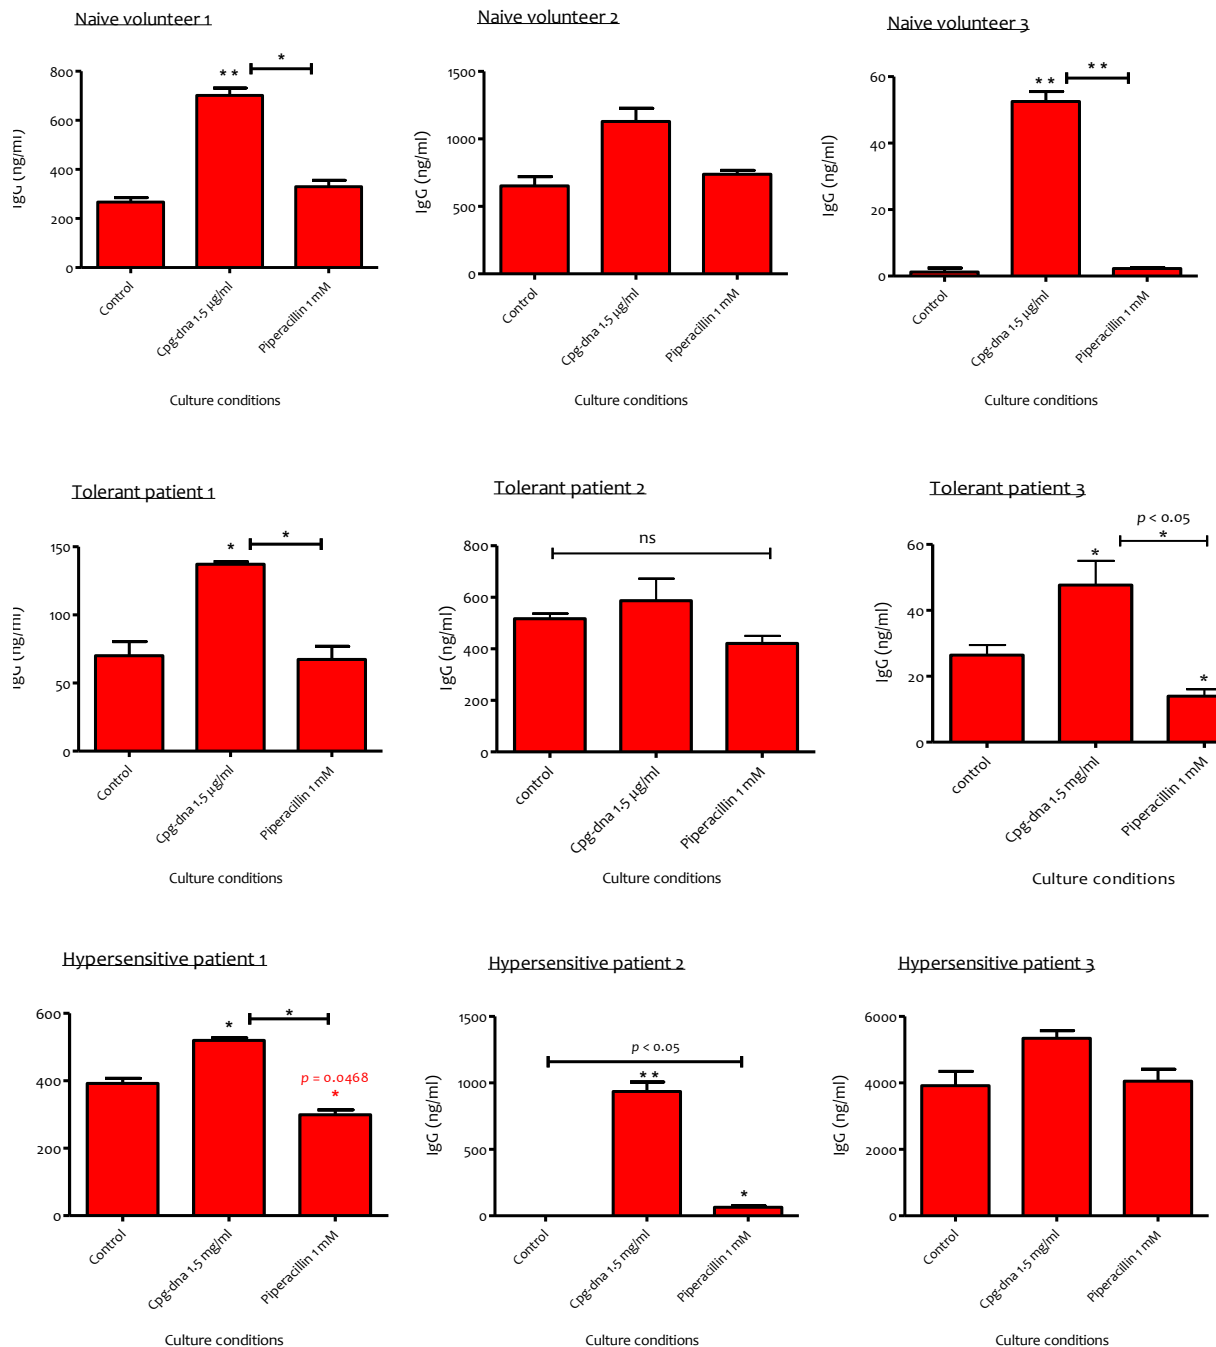 Naive volunteer 1
* *
*
IgG (ng/ml)
800
600
400
200
0
Control
Cpg-dna 1.5 µg/ml
Piperacillin 1 mM
Culture conditions
Naive volunteer 2
IgG (ng/ml)
1500
1000
500
0
Control
Cpg-dna 1.5 µg/ml
Piperacillin 1 mM
Culture conditions
Naive volunteer 3
* *
* *
IgG (ng/ml)
60
40
20
0
Control
Cpg-dna 1.5 µg/ml
Piperacillin 1 mM
Culture conditions
Tolerant patient 1
*
*
IgG (ng/ml)
150
100
50
0
Control
Cpg-dna 1.5 µg/ml
Piperacillin 1 mM
Culture conditions
Tolerant patient 2
ns
IgG (ng/ml)
800
600
400
200
0
control
Cpg-dna 1.5 µg/ml
Piperacillin 1 mM
Culture conditions
Tolerant patient 3
p < 0.05
*
*
*
IgG (ng/ml)
60
40
20
0
control
Cpg-dna 1.5 mg/ml
Piperacillin 1 mM
Culture conditions
Hypersensitive patient 1
*
*
p = 0.0468
*
600
400
200
0
Control
Cpg-dna 1.5 mg/ml
Piperacillin 1 mM
Culture conditions
Hypersensitive patient 2
p < 0.05
* *
*
IgG (ng/ml)
1500
1000
500
0
Control
Cpg-dna 1.5 mg/ml
Piperacillin 1 mM
Culture conditions
Hypersensitive patient 3
IgG (ng/ml)
6000
4000
2000
0
Control
Cpg-dna 1.5 mg/ml
Piperacillin 1 mM
Culture conditions